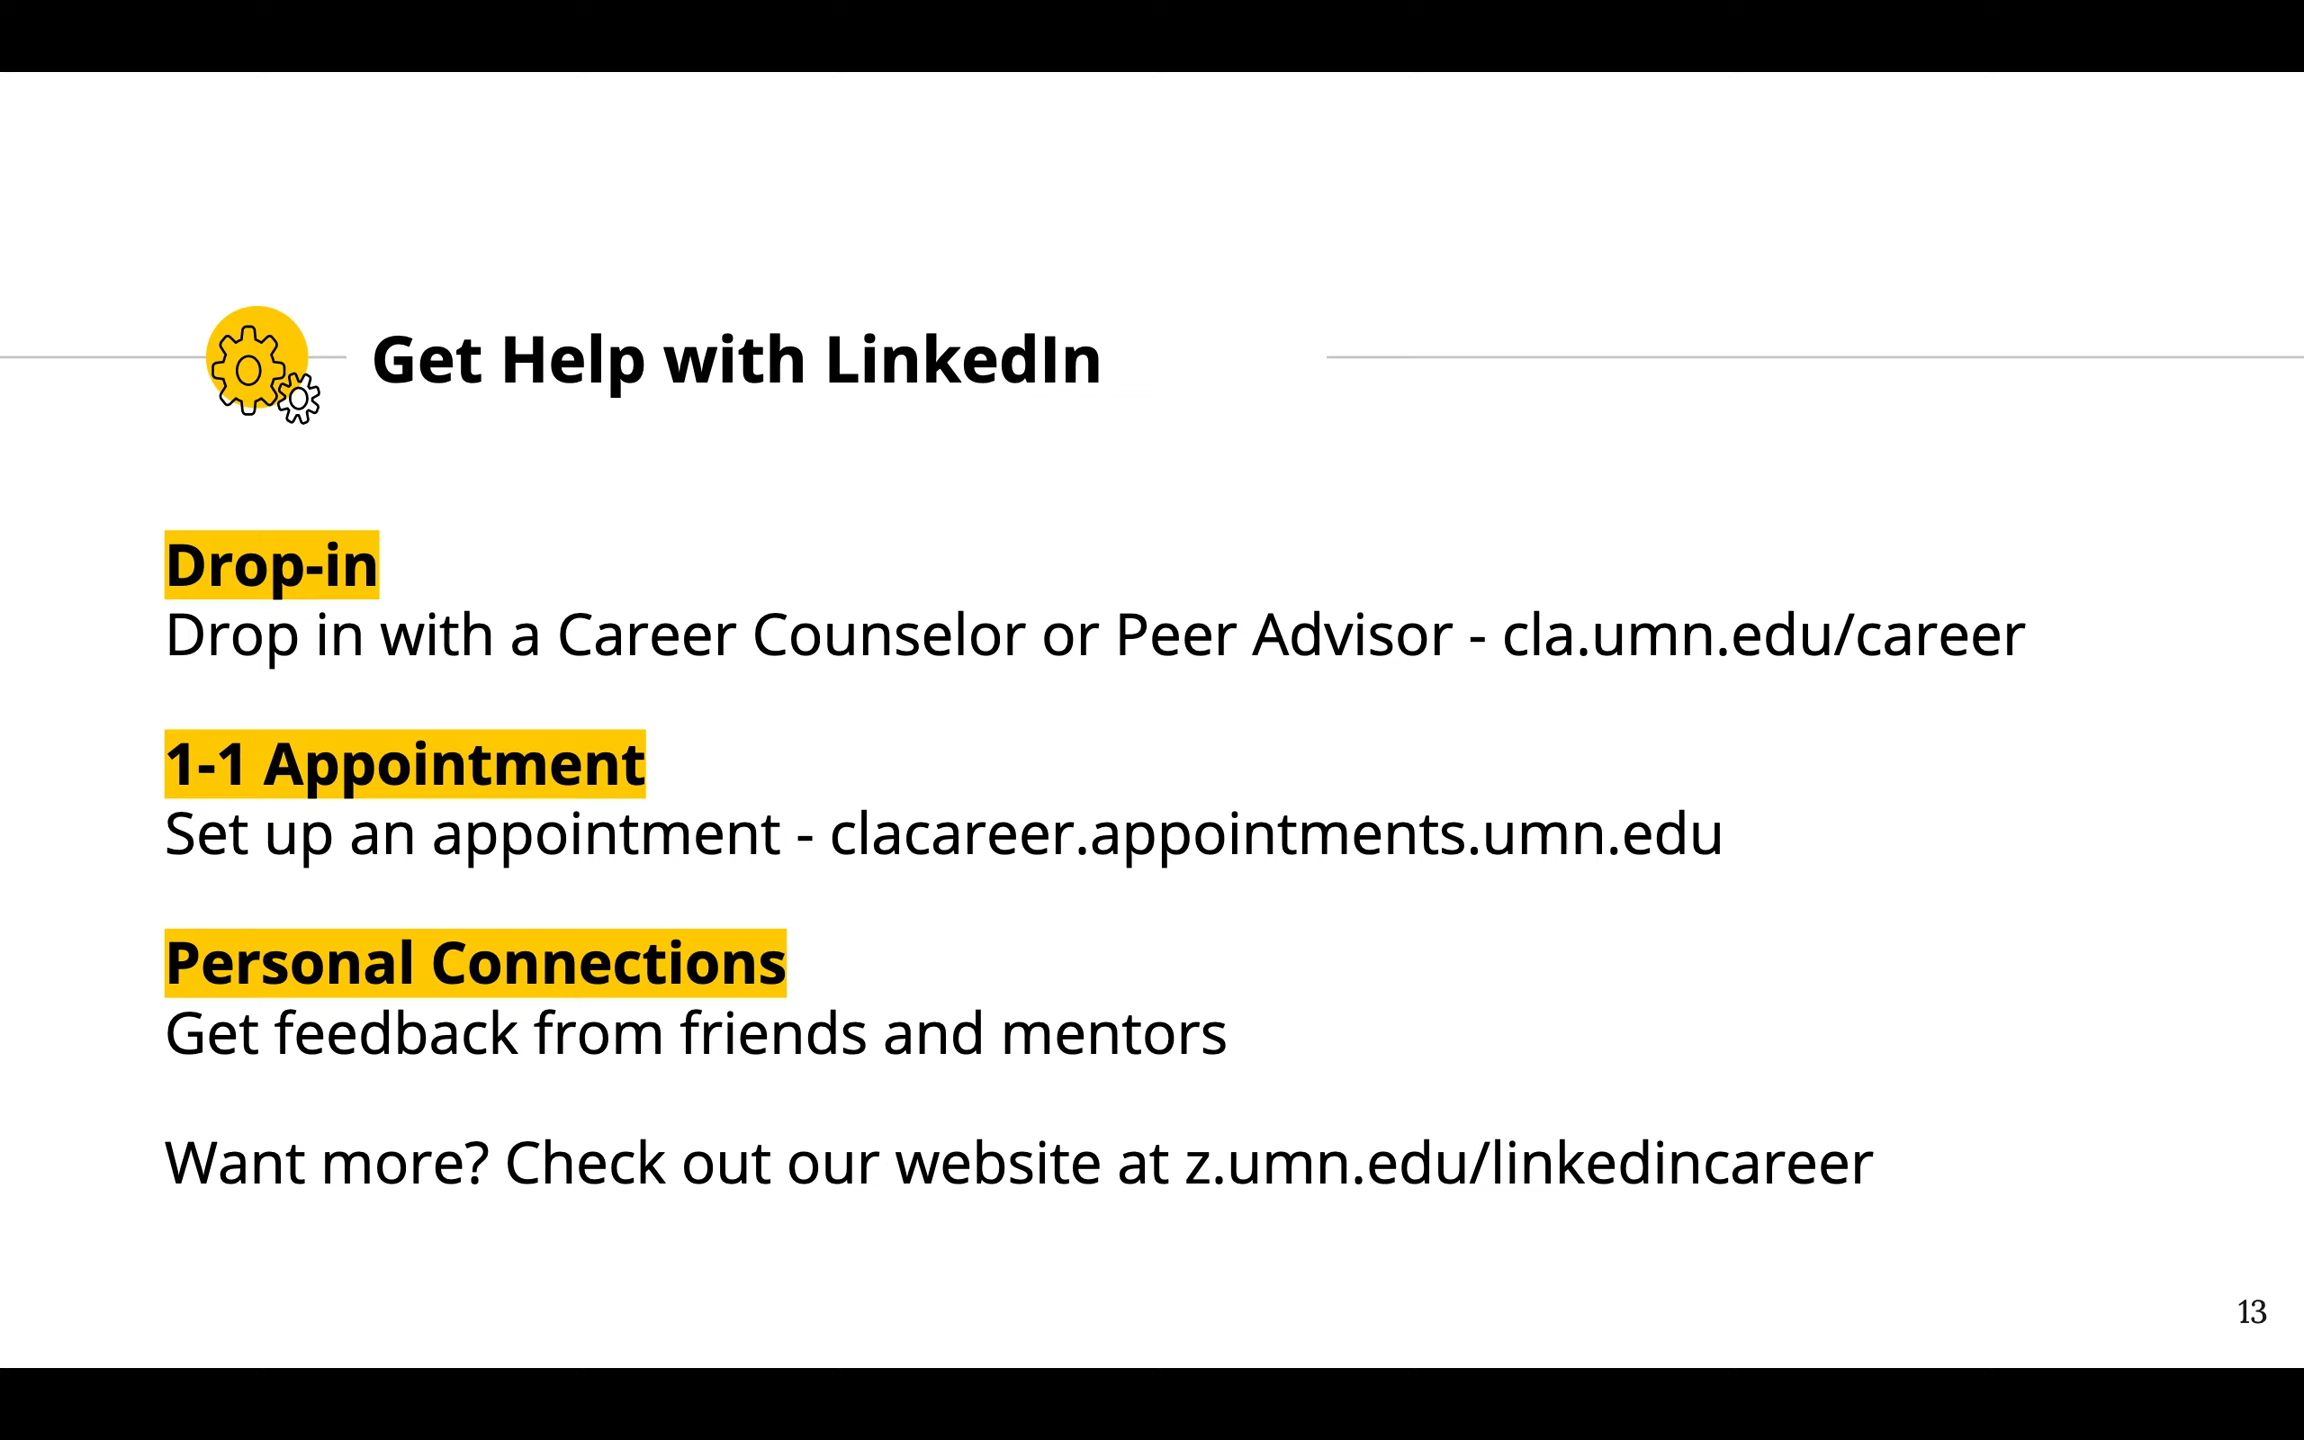 Get Help with LinkedIn
Drop-in
Drop in with a Career Counselor or Peer Advisor - cla.umn.edu/career
1-1 Appointment
Set up an appointment - clacareer.appointments.umn.edu
Personal Connections
Get feedback from friends and mentors
Want more? Check out our website at z.umn.edu/linkedincareer
13